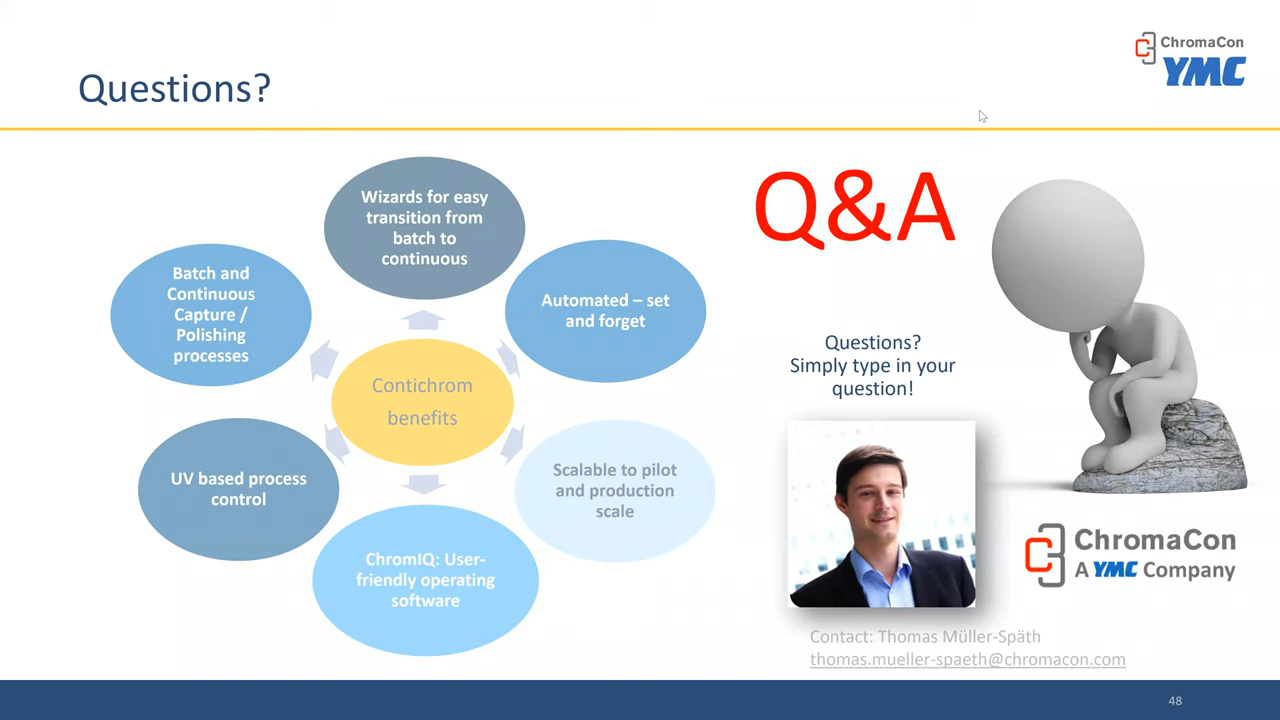 Questions?
ChromaCon
YMC
Wizards for easy
transition from
batch to
continuous
Batch and
Continuous
Capture /
Polishing
processes
Automated – set
and forget
Contichrom
benefits
UV based process
control
Scalable to pilot
and production
scale
ChromIQ: User-
friendly operating
software
Q&A
Questions?
Simply type in your
question!
ChromaCon
A YMC Company
Contact: Thomas Müller-Späth
thomas.mueller-spaeth@chromacon.com
48